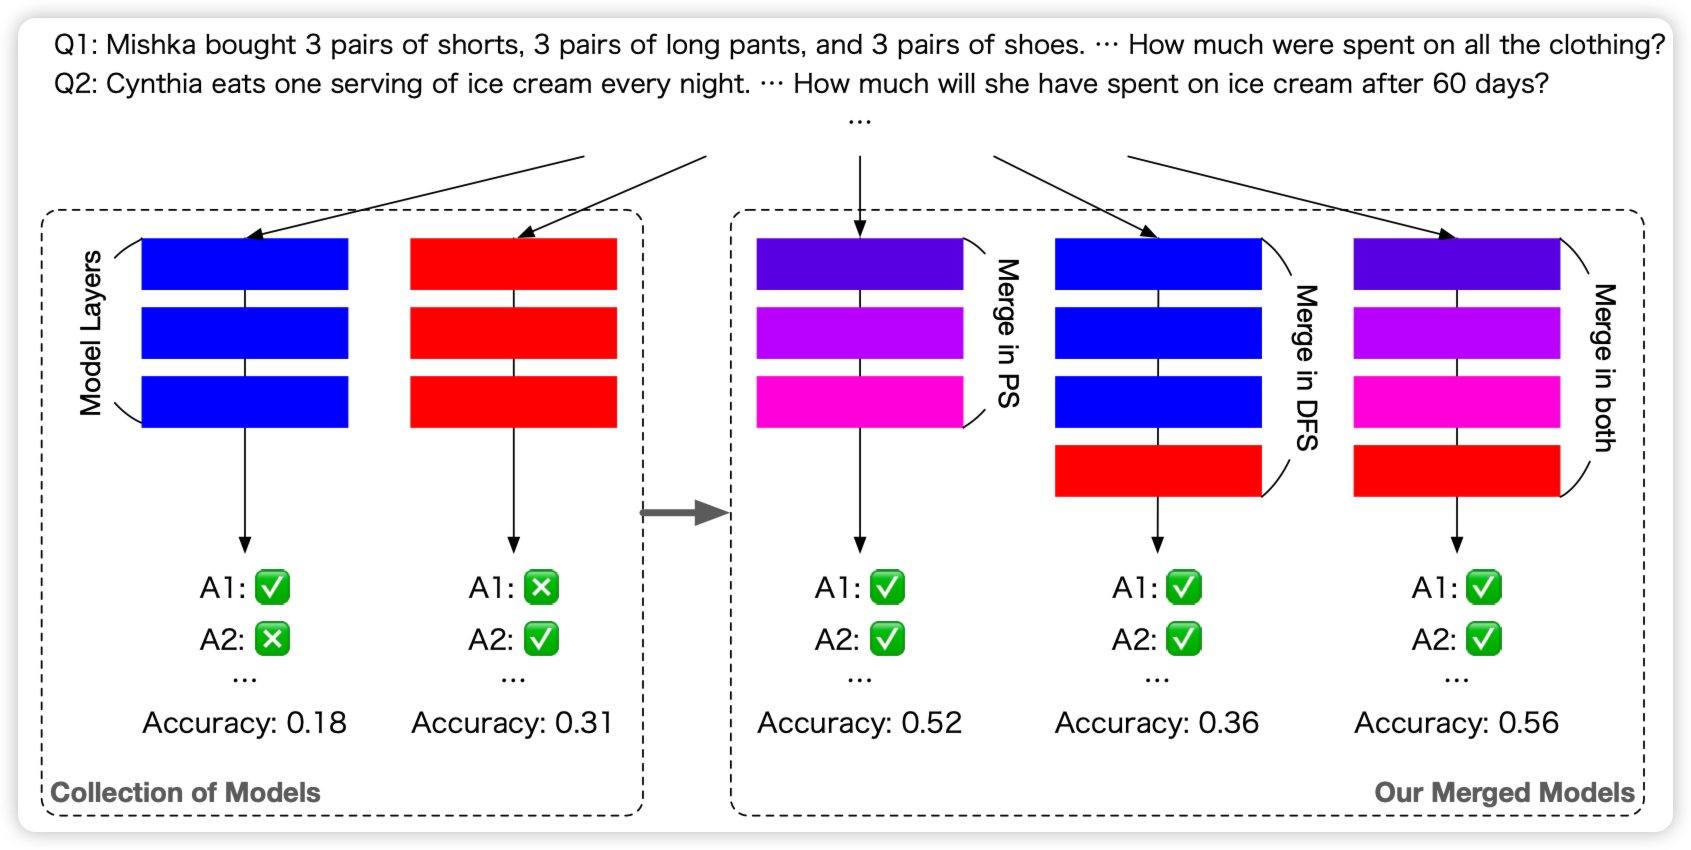 Q1: Mishka bought 3 pairs of shorts, 3 pairs of long pants, and 3 pairs of shoes. ··· How much were spent on all the clothing?
Q2: Cynthia eats one serving of ice cream every night. ··· How much will she have spent on ice cream after 60 days?
···
Model Layers
Merge in PS
Merge in DFS
Merge in both
A1: ✅ A1: ❎ A1: ✅ A1: ✅ A1: ✅
A2: ❎ A2: ✅ A2: ✅ A2: ✅ A2: ✅
··· ··· ··· ··· ···
Accuracy: 0.18 Accuracy: 0.31 Accuracy: 0.52 Accuracy: 0.36 Accuracy: 0.56
Collection of Models
Our Merged Models